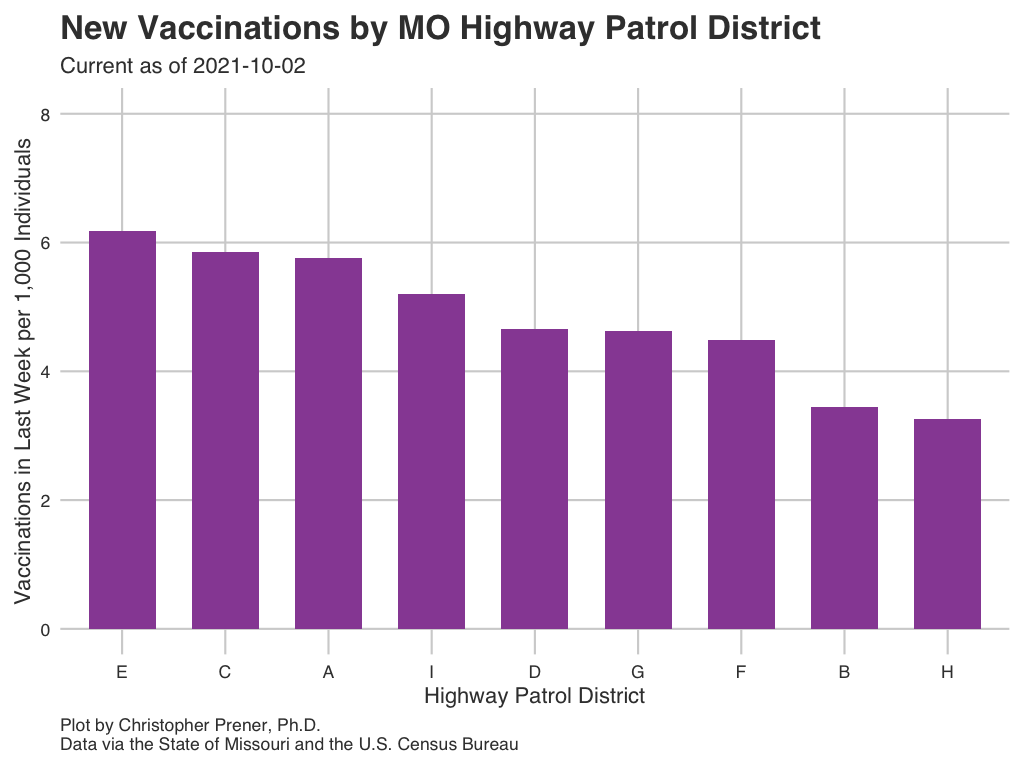 New Vaccinations by MO Highway Patrol District
Current as of 2021-10-02
Vaccinations in Last Week per 1,000 Individuals
8
6
4
2
0
E C A I D G F B H
Highway Patrol District
Plot by Christopher Prener, Ph.D.
Data via the State of Missouri and the U.S. Census Bureau